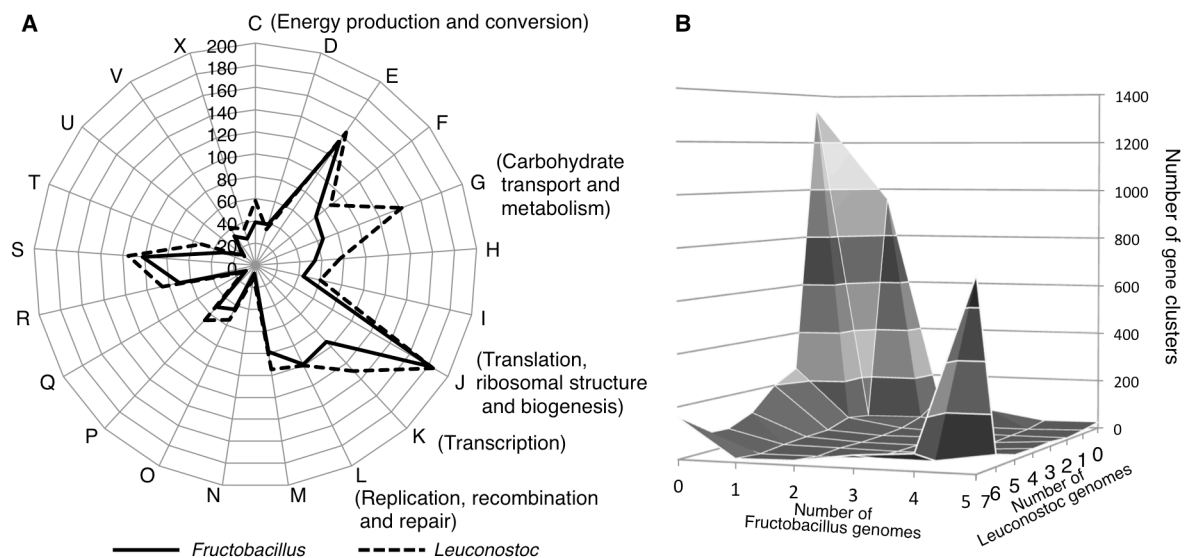 A
C (Energy production and conversion)
D
E
F
G
(Carbohydrate
transport and
metabolism)
H
I
J
(Translation,
ribosomal structure
and biogenesis)
K
(Transcription)
L
(Replication, recombination
and repair)
M
N
O
P
Q
R
S
T
U
V
X
200
180
160
140
120
100
80
60
40
20
0
Fructobacillus
Leuconostoc
B
1400
1200
1000
800
600
400
200
0
Number of gene clusters
0 1 2 3 4 5
Number of
Fructobacillus genomes
7 6 5 4 3 2 1 0
Number of
Leuconostoc genomes